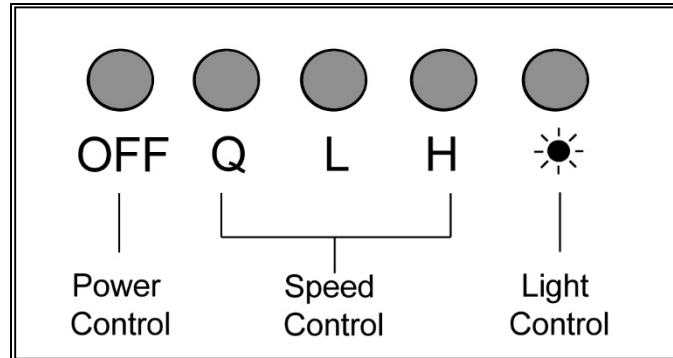 OFF Q L H
Power Control
Speed Control
Light Control